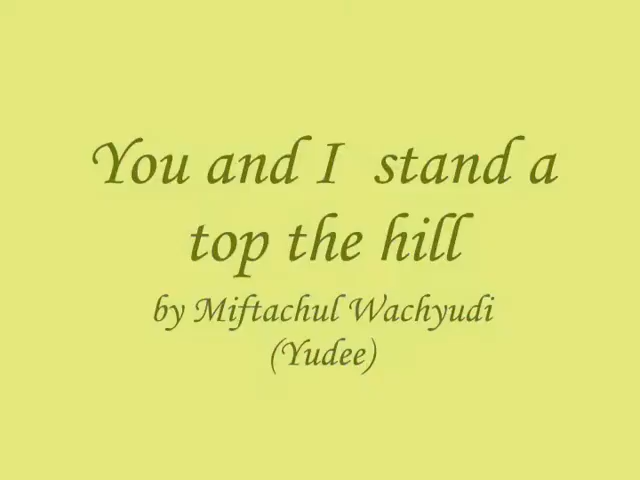 You and I  stand a
top the hill
by Miftachul Wachyudi
(Yudee)